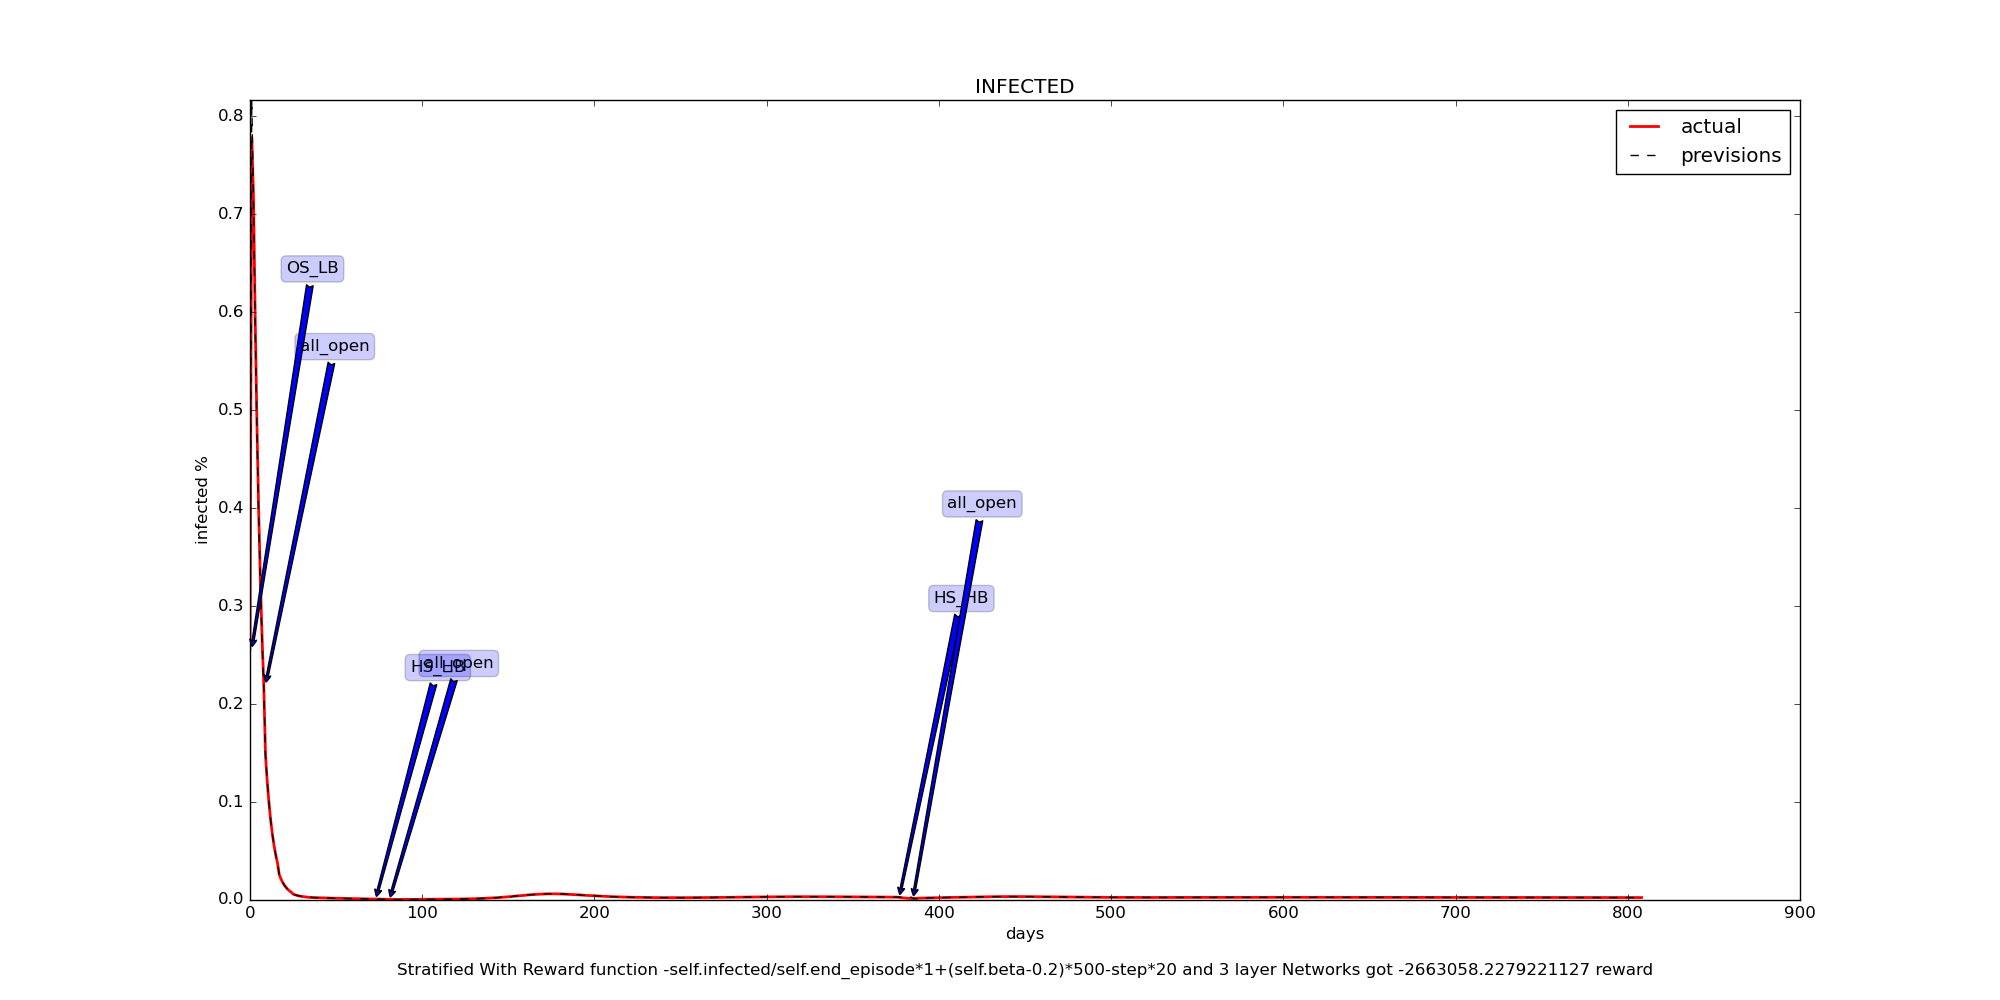 INFECTED
actual
previsions
0.8
0.7
0.6
0.5
0.4
0.3
0.2
0.1
0.0
infected %
OS_LB
all_open
HS_HB
all_open
all_open
HS_HB
0 100 200 300 400 500 600 700 800 900
days
Stratified With Reward function -self.infected/self.end_episode*1+(self.beta-0.2)*500-step*20 and 3 layer Networks got -2663058.2279221127 reward